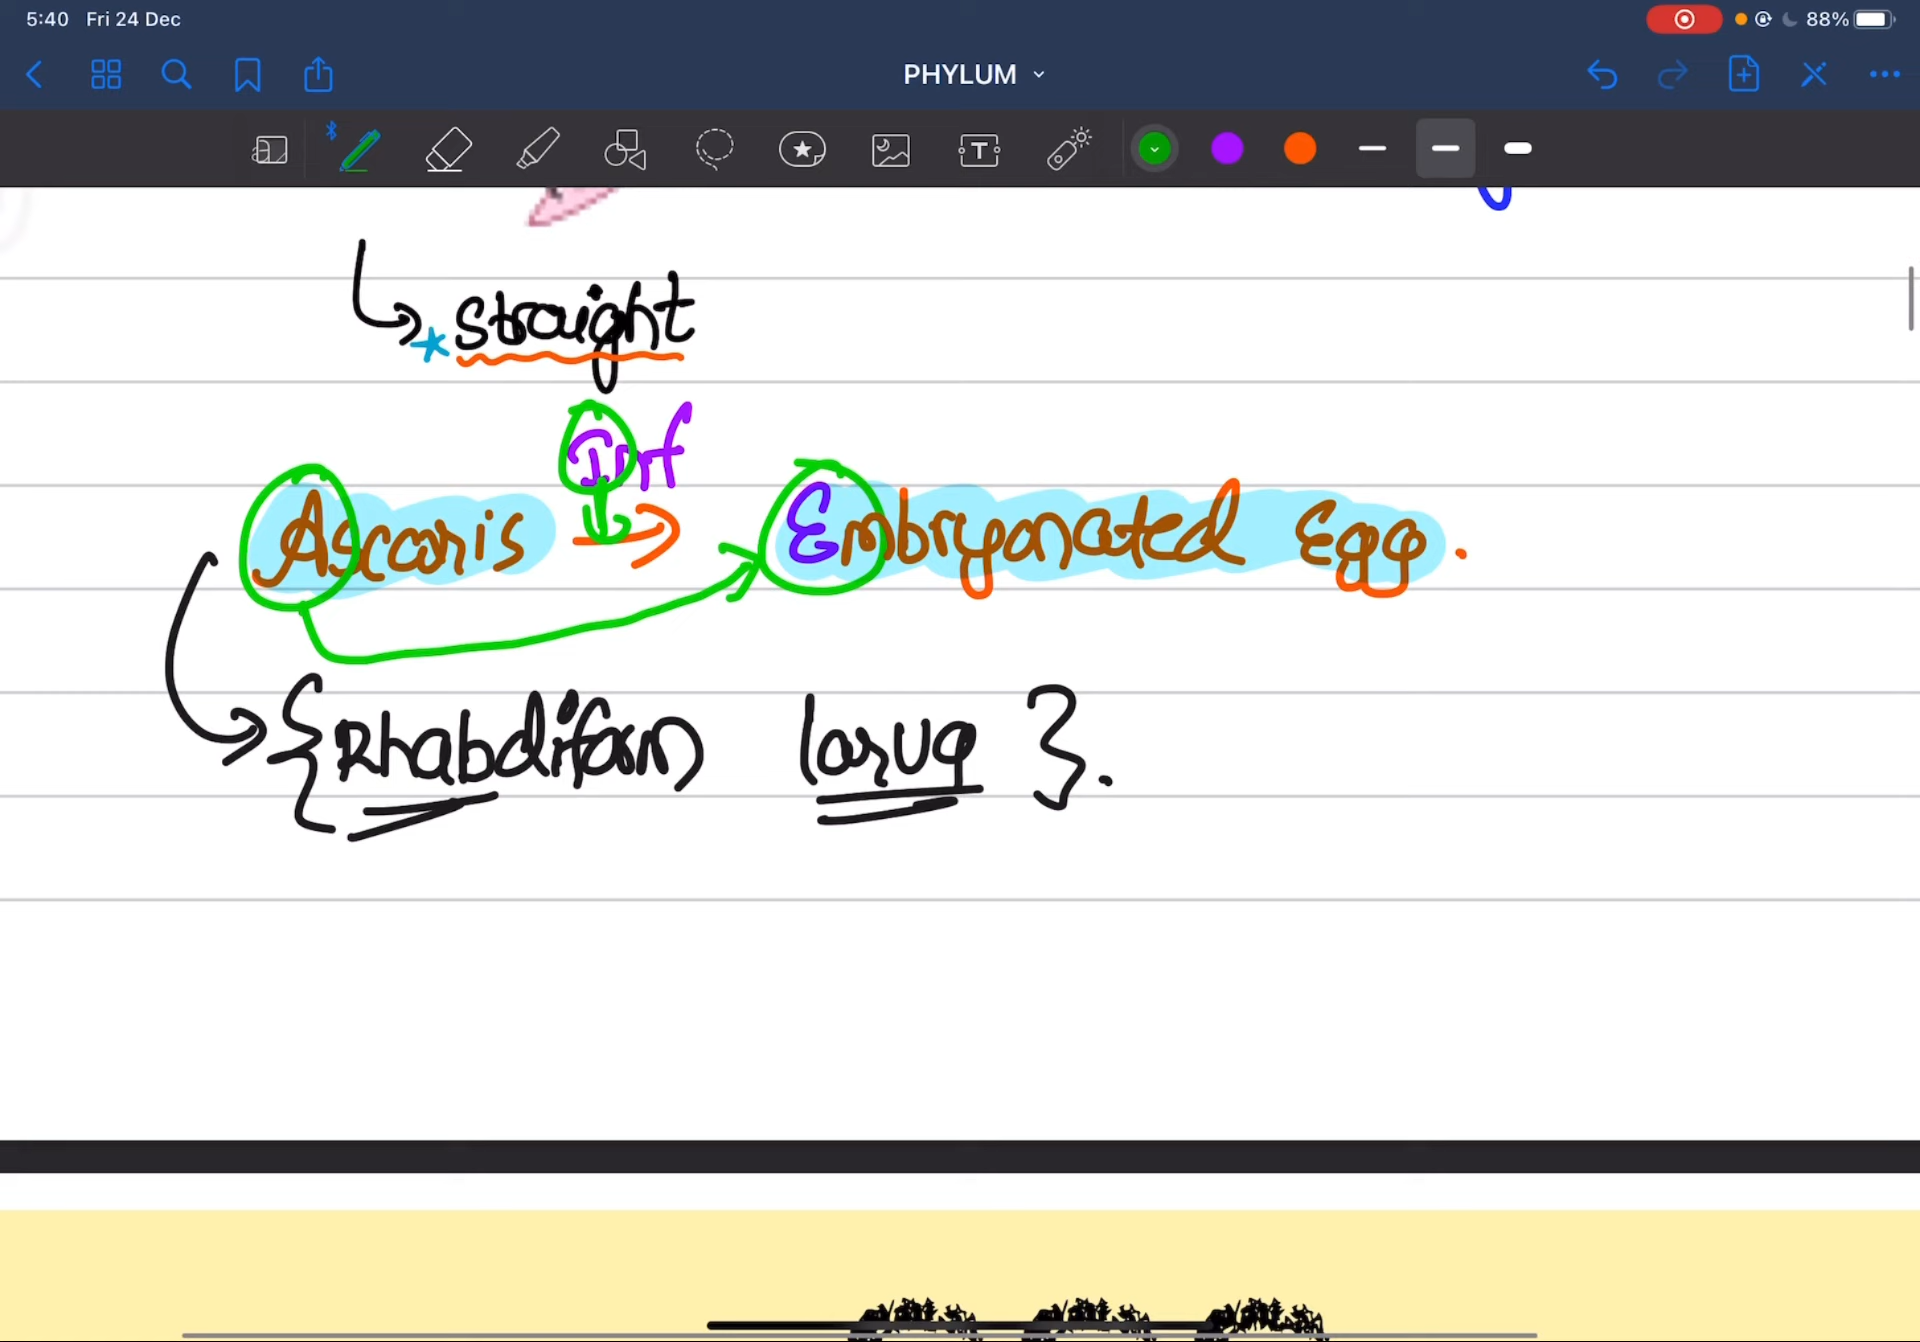 5:40 Fri 24 Dec 88%
PHYLUM
straight
Inf
Ascaris → Embryonated Egg.
{Rhabdiform larva}.